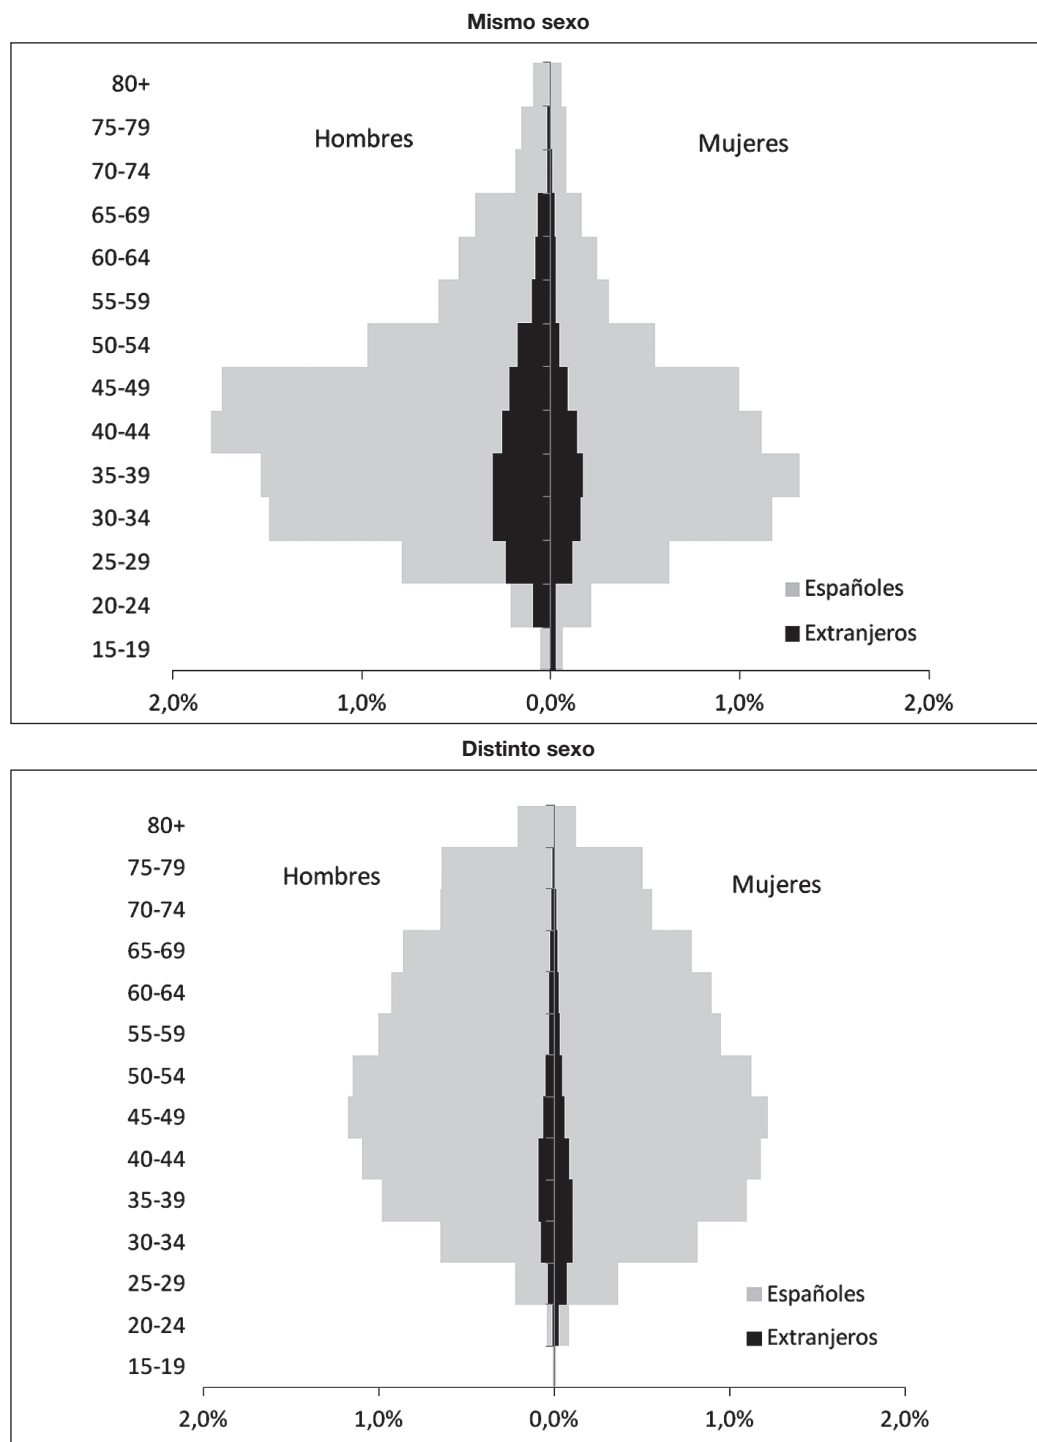 Mismo sexo
80+
75-79
Hombres
Mujeres
70-74
65-69
60-64
55-59
50-54
45-49
40-44
35-39
30-34
25-29
Españoles
20-24
Extranjeros
15-19
2,0% 1,0% 0,0% 1,0% 2,0%
Distinto sexo
80+
75-79
Hombres
Mujeres
70-74
65-69
60-64
55-59
50-54
45-49
40-44
35-39
30-34
25-29
Españoles
20-24
Extranjeros
15-19
2,0% 1,0% 0,0% 1,0% 2,0%